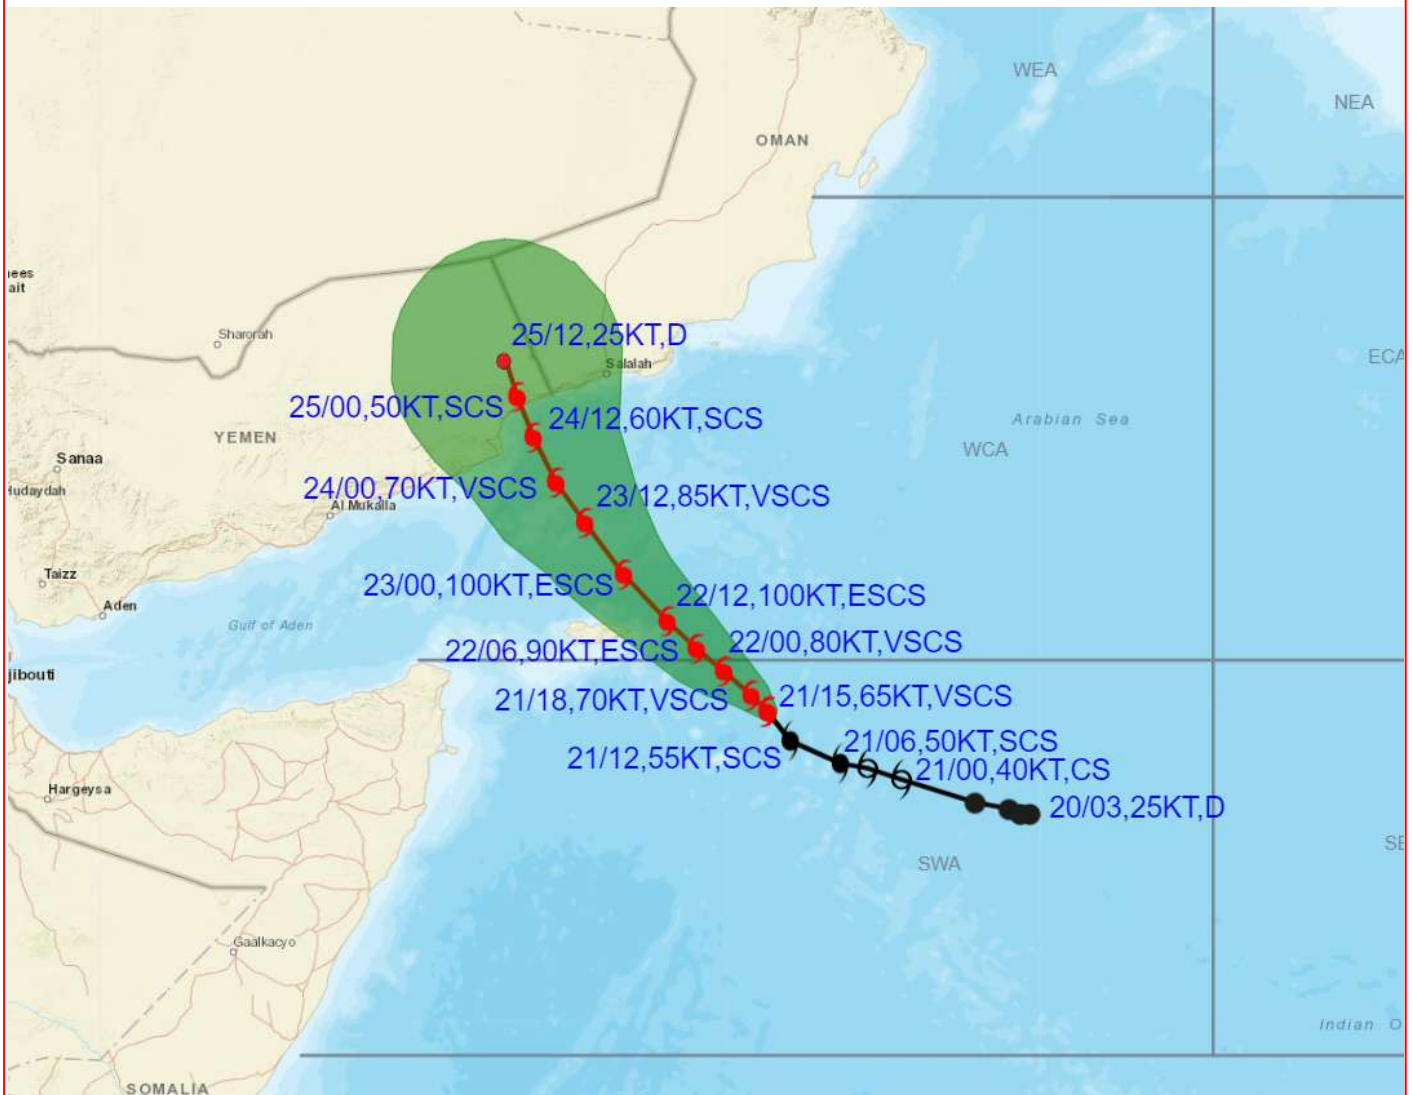 WEA
NEA
OMAN
ees
ait
Sharorah
25/12,25KT,D
Salalah
ECA
25/00,50KT,SCS
24/12,60KT,SCS
Arabian Sea
YEMEN
WCA
Sanaa
Hudaydah
24/00,70KT,VSCS
23/12,85KT,VSCS
Al Mukalla
Taizz
23/00,100KT,ESCS
22/12,100KT,ESCS
Aden
Gulf of Aden
22/06,90KT,ESCS
22/00,80KT,VSCS
jibouti
21/18,70KT,VSCS
21/15,65KT,VSCS
21/12,55KT,SCS
21/06,50KT,SCS
21/00,40KT,CS
Hargeysa
20/03,25KT,D
SE
SWA
Gaalkacyo
Indian O
SOMALIA